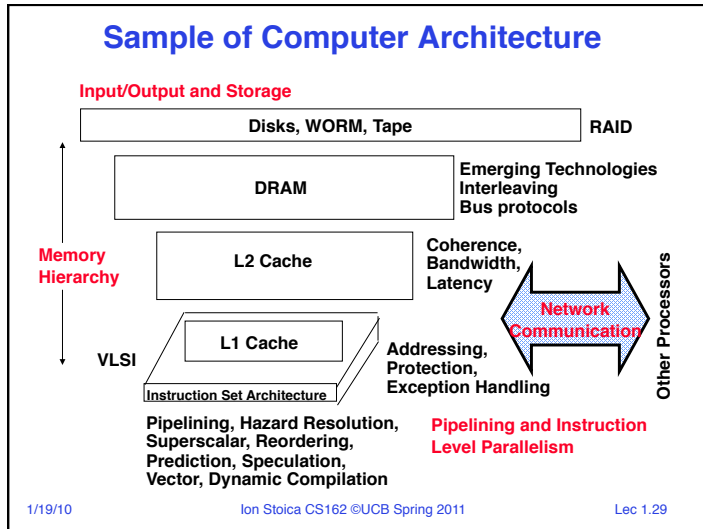 Sample of Computer Architecture
Input/Output and Storage
Disks, WORM, Tape
RAID
DRAM
Emerging Technologies
Interleaving
Bus protocols
Memory
Hierarchy
L2 Cache
Coherence,
Bandwidth,
Latency
Network
Communication
Other Processors
VLSI
L1 Cache
Instruction Set Architecture
Addressing,
Protection,
Exception Handling
Pipelining, Hazard Resolution,
Superscalar, Reordering,
Prediction, Speculation,
Vector, Dynamic Compilation
Pipelining and Instruction
Level Parallelism
1/19/10
Ion Stoica CS162 ©UCB Spring 2011
Lec 1.29